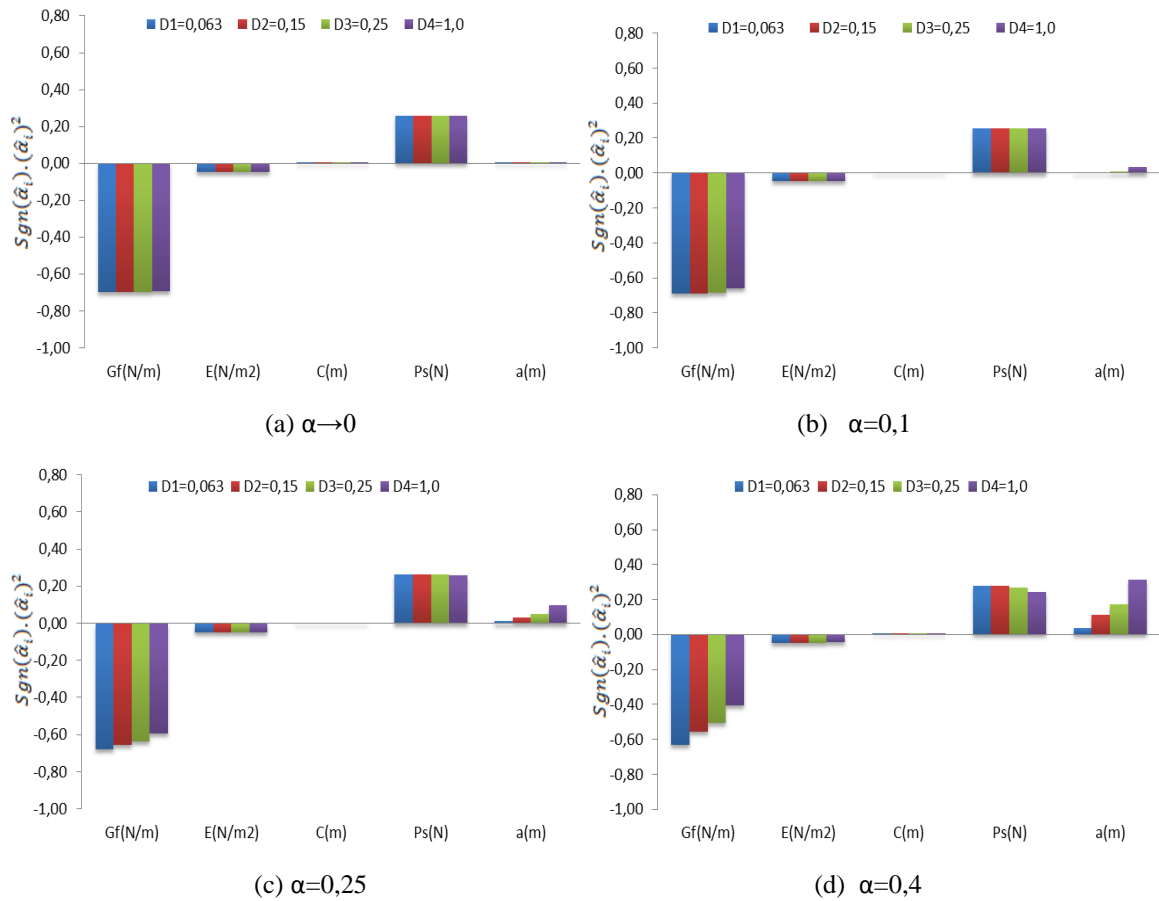 D1=0,063 D2=0,15 D3=0,25 D4=1,0
0,80
0,60
0,40
0,20
0,00
-0,20
-0,40
-0,60
-0,80
-1,00
Sgn(α̂ᵢ).(α̂ᵢ)²
Gf(N/m) E(N/m2) C(m) Ps(N) a(m)
(a) α→0
D1=0,063 D2=0,15 D3=0,25 D4=1,0
0,80
0,60
0,40
0,20
0,00
-0,20
-0,40
-0,60
-0,80
-1,00
Sgn(α̂ᵢ).(α̂ᵢ)²
Gf(N/m) E(N/m2) C(m) Ps(N) a(m)
(b) α=0,1
D1=0,063 D2=0,15 D3=0,25 D4=1,0
0,80
0,60
0,40
0,20
0,00
-0,20
-0,40
-0,60
-0,80
-1,00
Sgn(α̂ᵢ).(α̂ᵢ)²
Gf(N/m) E(N/m2) C(m) Ps(N) a(m)
(c) α=0,25
D1=0,063 D2=0,15 D3=0,25 D4=1,0
0,80
0,60
0,40
0,20
0,00
-0,20
-0,40
-0,60
-0,80
-1,00
Sgn(α̂ᵢ).(α̂ᵢ)²
Gf(N/m) E(N/m2) C(m) Ps(N) a(m)
(d) α=0,4